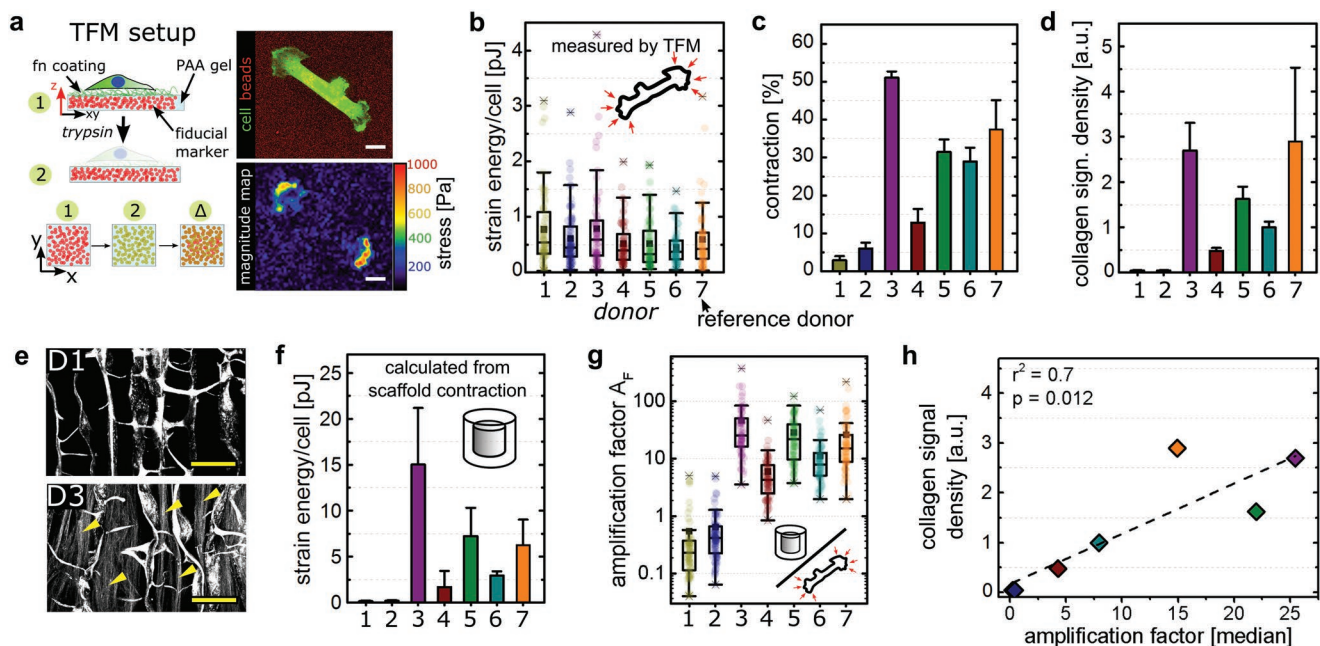 a
TFM setup
fn coating
PAA gel
z
1
xy
trypsin
fiducial
marker
2
1 2 Δ
y
x
cell beads
magnitude map
1000
800
600
400
200
stress [Pa]
b
measured by TFM
strain energy/cell [pJ]
4
3
2
1
0
1 2 3 4 5 6 7
donor
reference donor
c
contraction [%]
60
50
40
30
20
10
0
1 2 3 4 5 6 7
d
collagen sign. density [a.u.]
5
4
3
2
1
0
1 2 3 4 5 6 7
e
D1
D3
f
calculated from
scaffold contraction
strain energy/cell [pJ]
25
20
15
10
5
0
1 2 3 4 5 6 7
g
amplification factor A_F
100
10
1
0.1
1 2 3 4 5 6 7
h
r² = 0.7
p = 0.012
collagen signal
density [a.u.]
4
3
2
1
0
0 5 10 15 20 25
amplification factor [median]